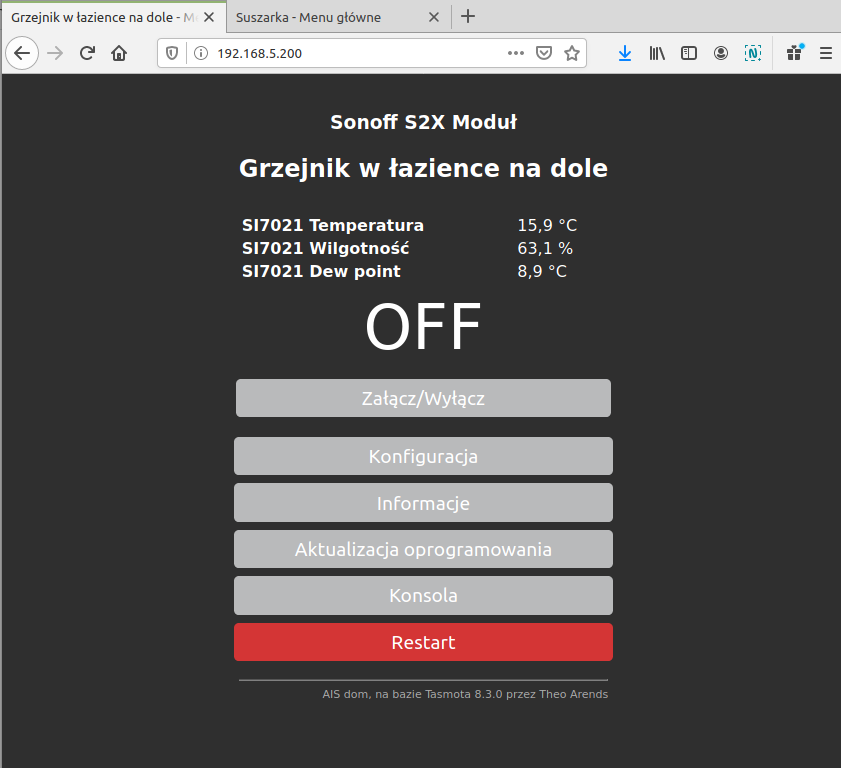 Grzejnik w łazience na dole - M
Suszarka - Menu główne
192.168.5.200
Sonoff S2X Moduł
Grzejnik w łazience na dole
SI7021 Temperatura 15,9 °C
SI7021 Wilgotność 63,1 %
SI7021 Dew point 8,9 °C
OFF
Załącz/Wyłącz
Konfiguracja
Informacje
Aktualizacja oprogramowania
Konsola
Restart
AIS dom, na bazie Tasmota 8.3.0 przez Theo Arends